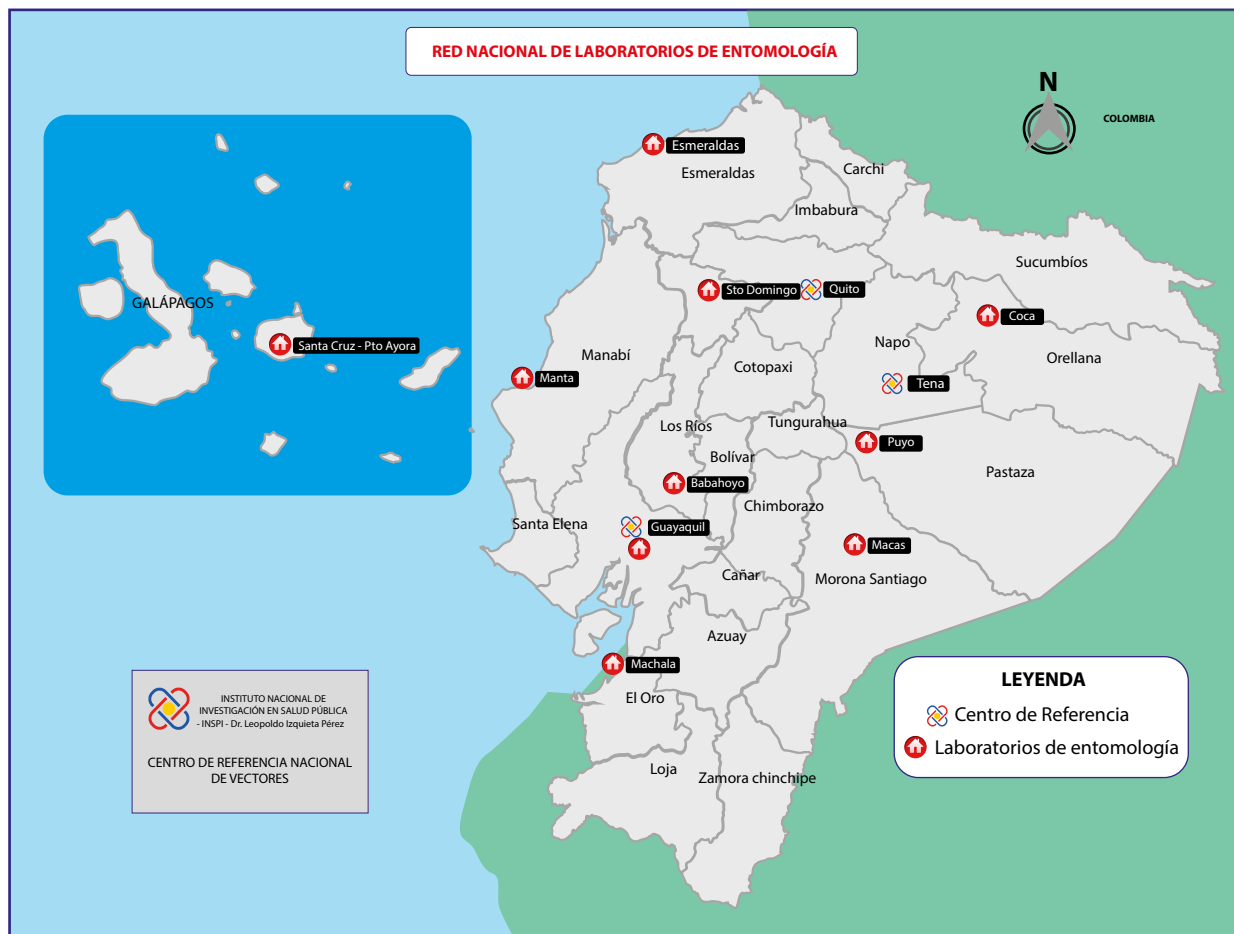 RED NACIONAL DE LABORATORIOS DE ENTOMOLOGÍA
N
COLOMBIA
Esmeraldas
Esmeraldas
Carchi
Imbabura
Sucumbíos
Sto Domingo
Quito
Coca
GALÁPAGOS
Santa Cruz - Pto Ayora
Manabí
Napo
Orellana
Cotopaxi
Manta
Tena
Los Ríos
Tungurahua
Puyo
Bolívar
Pastaza
Babahoyo
Chimborazo
Santa Elena
Guayaquil
Macas
Cañar
Morona Santiago
Azuay
Machala
El Oro
Loja
Zamora chinchipe
INSTITUTO NACIONAL DE
INVESTIGACIÓN EN SALUD PÚBLICA
- INSPI - Dr. Leopoldo Izquieta Pérez
CENTRO DE REFERENCIA NACIONAL
DE VECTORES
LEYENDA
Centro de Referencia
Laboratorios de entomología